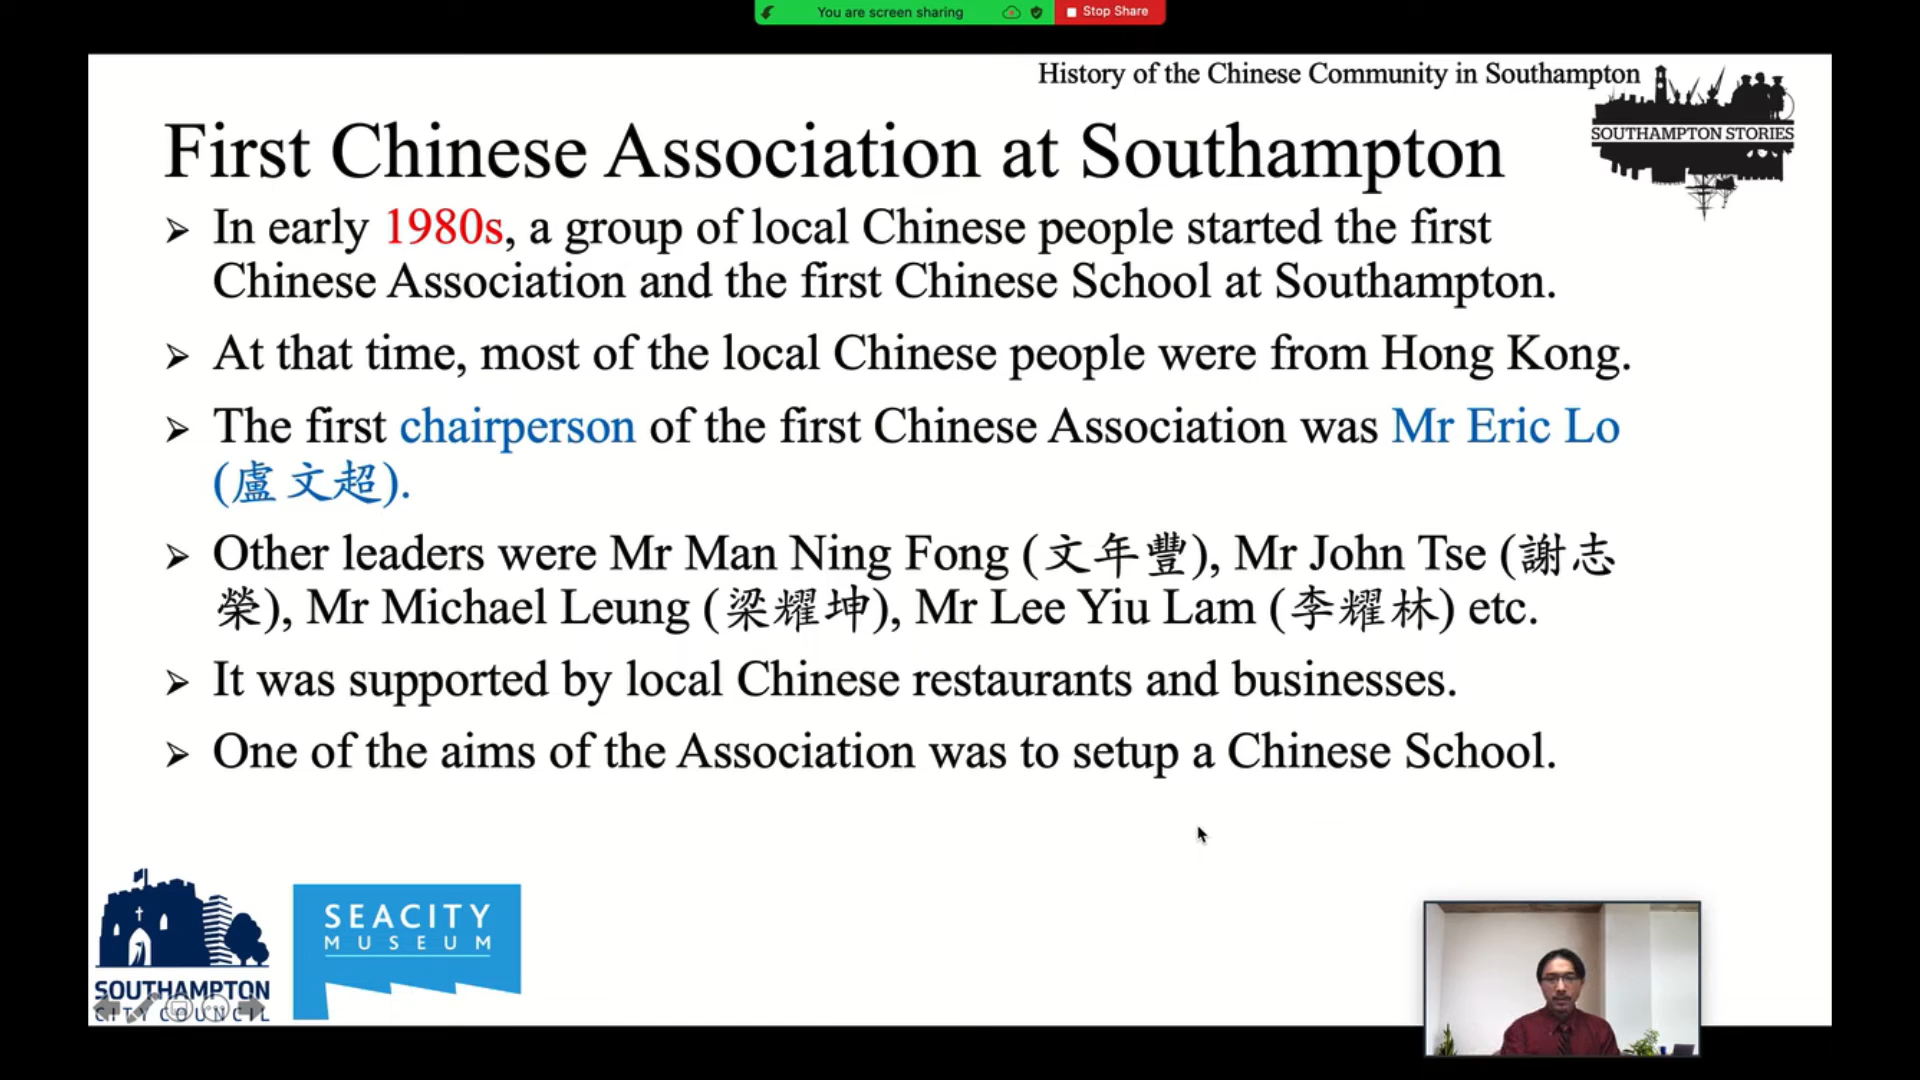 You are screen sharing
Stop Share
History of the Chinese Community in Southampton
SOUTHAMPTON STORIES
First Chinese Association at Southampton
➢ In early 1980s, a group of local Chinese people started the first
Chinese Association and the first Chinese School at Southampton.
➢ At that time, most of the local Chinese people were from Hong Kong.
➢ The first chairperson of the first Chinese Association was Mr Eric Lo
(盧文超).
➢ Other leaders were Mr Man Ning Fong (文年豐), Mr John Tse (謝志
榮), Mr Michael Leung (梁耀坤), Mr Lee Yiu Lam (李耀林) etc.
➢ It was supported by local Chinese restaurants and businesses.
➢ One of the aims of the Association was to setup a Chinese School.
SOUTHAMPTON
CITY COUNCIL
SEACITY
MUSEUM